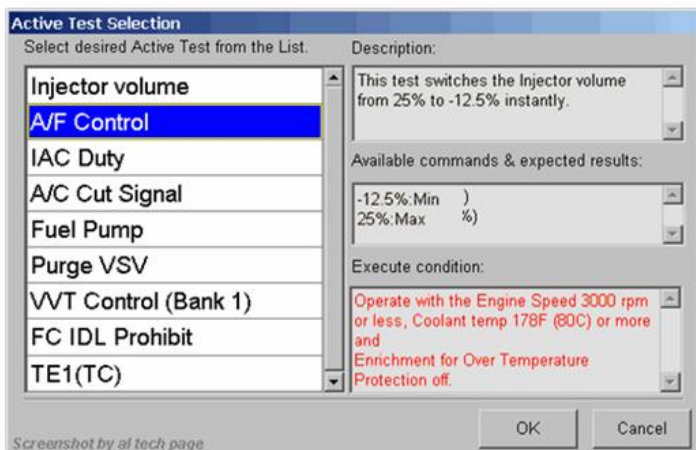 Active Test Selection
Select desired Active Test from the List.
Injector volume
A/F Control
IAC Duty
A/C Cut Signal
Fuel Pump
Purge VSV
VVT Control (Bank 1)
FC IDL Prohibit
TE1(TC)
Description:
This test switches the Injector volume
from 25% to -12.5% instantly.
Available commands & expected results:
-12.5%:Min )
25%:Max %)
Execute condition:
Operate with the Engine Speed 3000 rpm
or less, Coolant temp 178F (80C) or more
and
Enrichment for Over Temperature
Protection off.
OK
Cancel
Screenshot by al tech page